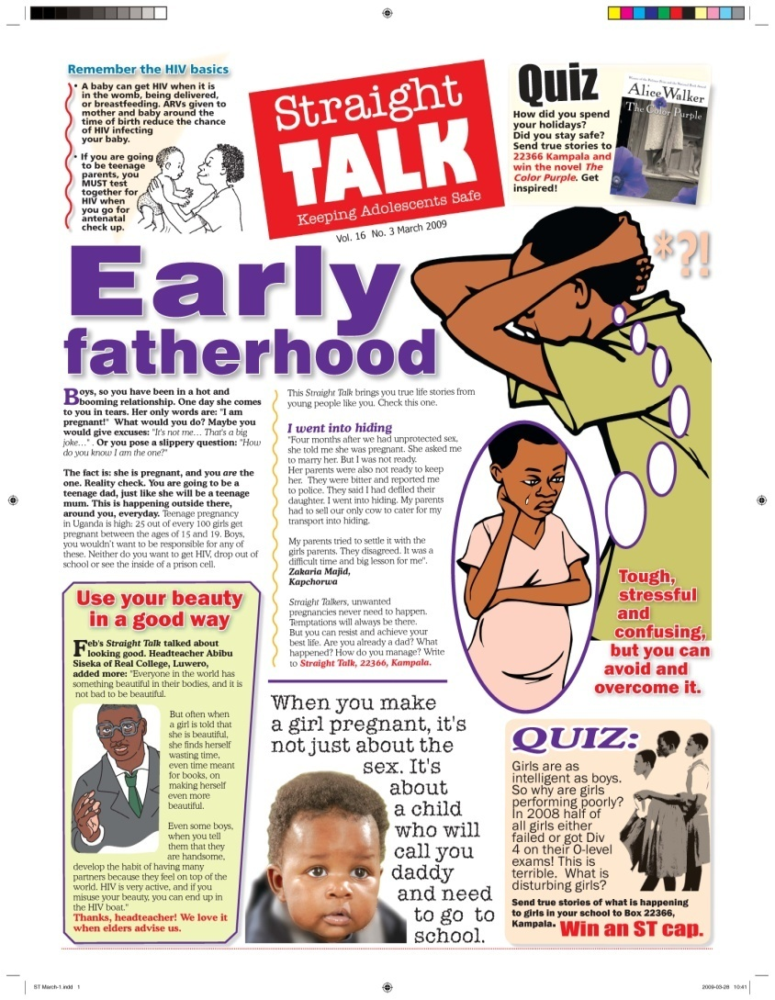 Remember the HIV basics
• A baby can get HIV when it is
in the womb, being delivered,
or breastfeeding. ARVs given to
mother and baby around the
time of birth reduce the chance
of HIV infecting
your baby.
• If you are going
to be teenage
parents, you
MUST test
together for
HIV when
you go for
antenatal
check up.
Straight
TALK
Keeping Adolescents Safe
Vol. 16 No. 3 March 2009
Quiz
How did you spend
your holidays?
Did you stay safe?
Send true stories to
22366 Kampala and
win the novel The
Color Purple. Get
inspired!
Alice Walker
The Color Purple
*?!
Early
fatherhood
Boys, so you have been in a hot and
booming relationship. One day she comes
to you in tears. Her only words are: "I am
pregnant!" What would you do? Maybe you
would give excuses: "It's not me... That's a big
joke..." . Or you pose a slippery question: "How
do you know I am the one?"
The fact is: she is pregnant, and you are the
one. Reality check. You are going to be a
teenage dad, just like she will be a teenage
mum. This is happening outside there,
around you, everyday. Teenage pregnancy
in Uganda is high: 25 out of every 100 girls get
pregnant between the ages of 15 and 19. Boys,
you wouldn't want to be responsible for any of
these. Neither do you want to get HIV, drop out of
school or see the inside of a prison cell.
This Straight Talk brings you true life stories from
young people like you. Check this one.
I went into hiding
"Four months after we had unprotected sex,
she told me she was pregnant. She asked me
to marry her. But I was not ready.
Her parents were also not ready to keep
her. They were bitter and reported me
to police. They said I had defiled their
daughter. I went into hiding. My parents
had to sell our only cow to cater for my
transport into hiding.
My parents tried to settle it with the
girls parents. They disagreed. It was a
difficult time and big lesson for me".
Zakaria Majid,
Kapchorwa
Straight Talkers, unwanted
pregnancies never need to happen.
Temptations will always be there.
But you can resist and achieve your
best life. Are you already a dad? What
happened? How do you manage? Write
to Straight Talk, 22366, Kampala.
Tough,
stressful
and
confusing,
but you can
avoid and
overcome it.
Use your beauty
in a good way
Feb's Straight Talk talked about
looking good. Headteacher Abibu
Siseka of Real College, Luwero,
added more: "Everyone in the world has
something beautiful in their bodies, and it is
not bad to be beautiful.
But often when
a girl is told that
she is beautiful,
she finds herself
wasting time,
even time meant
for books, on
making herself
even more
beautiful.
Even some boys,
when you tell
them that they
are handsome,
develop the habit of having many
partners because they feel on top of the
world. HIV is very active, and if you
misuse your beauty, you can end up in
the HIV boat."
Thanks, headteacher! We love it
when elders advise us.
When you make
a girl pregnant, it's
not just about the
sex. It's
about
a child
who will
call you
daddy
and need
to go to
school.
QUIZ:
Girls are as
intelligent as boys.
So why are girls
performing poorly?
In 2008 half of
all girls either
failed or got Div
4 on their O-level
exams! This is
terrible. What is
disturbing girls?
Send true stories of what is happening
to girls in your school to Box 22366,
Kampala. Win an ST cap.
ST March-1.indd 1
2009-03-28 10:41